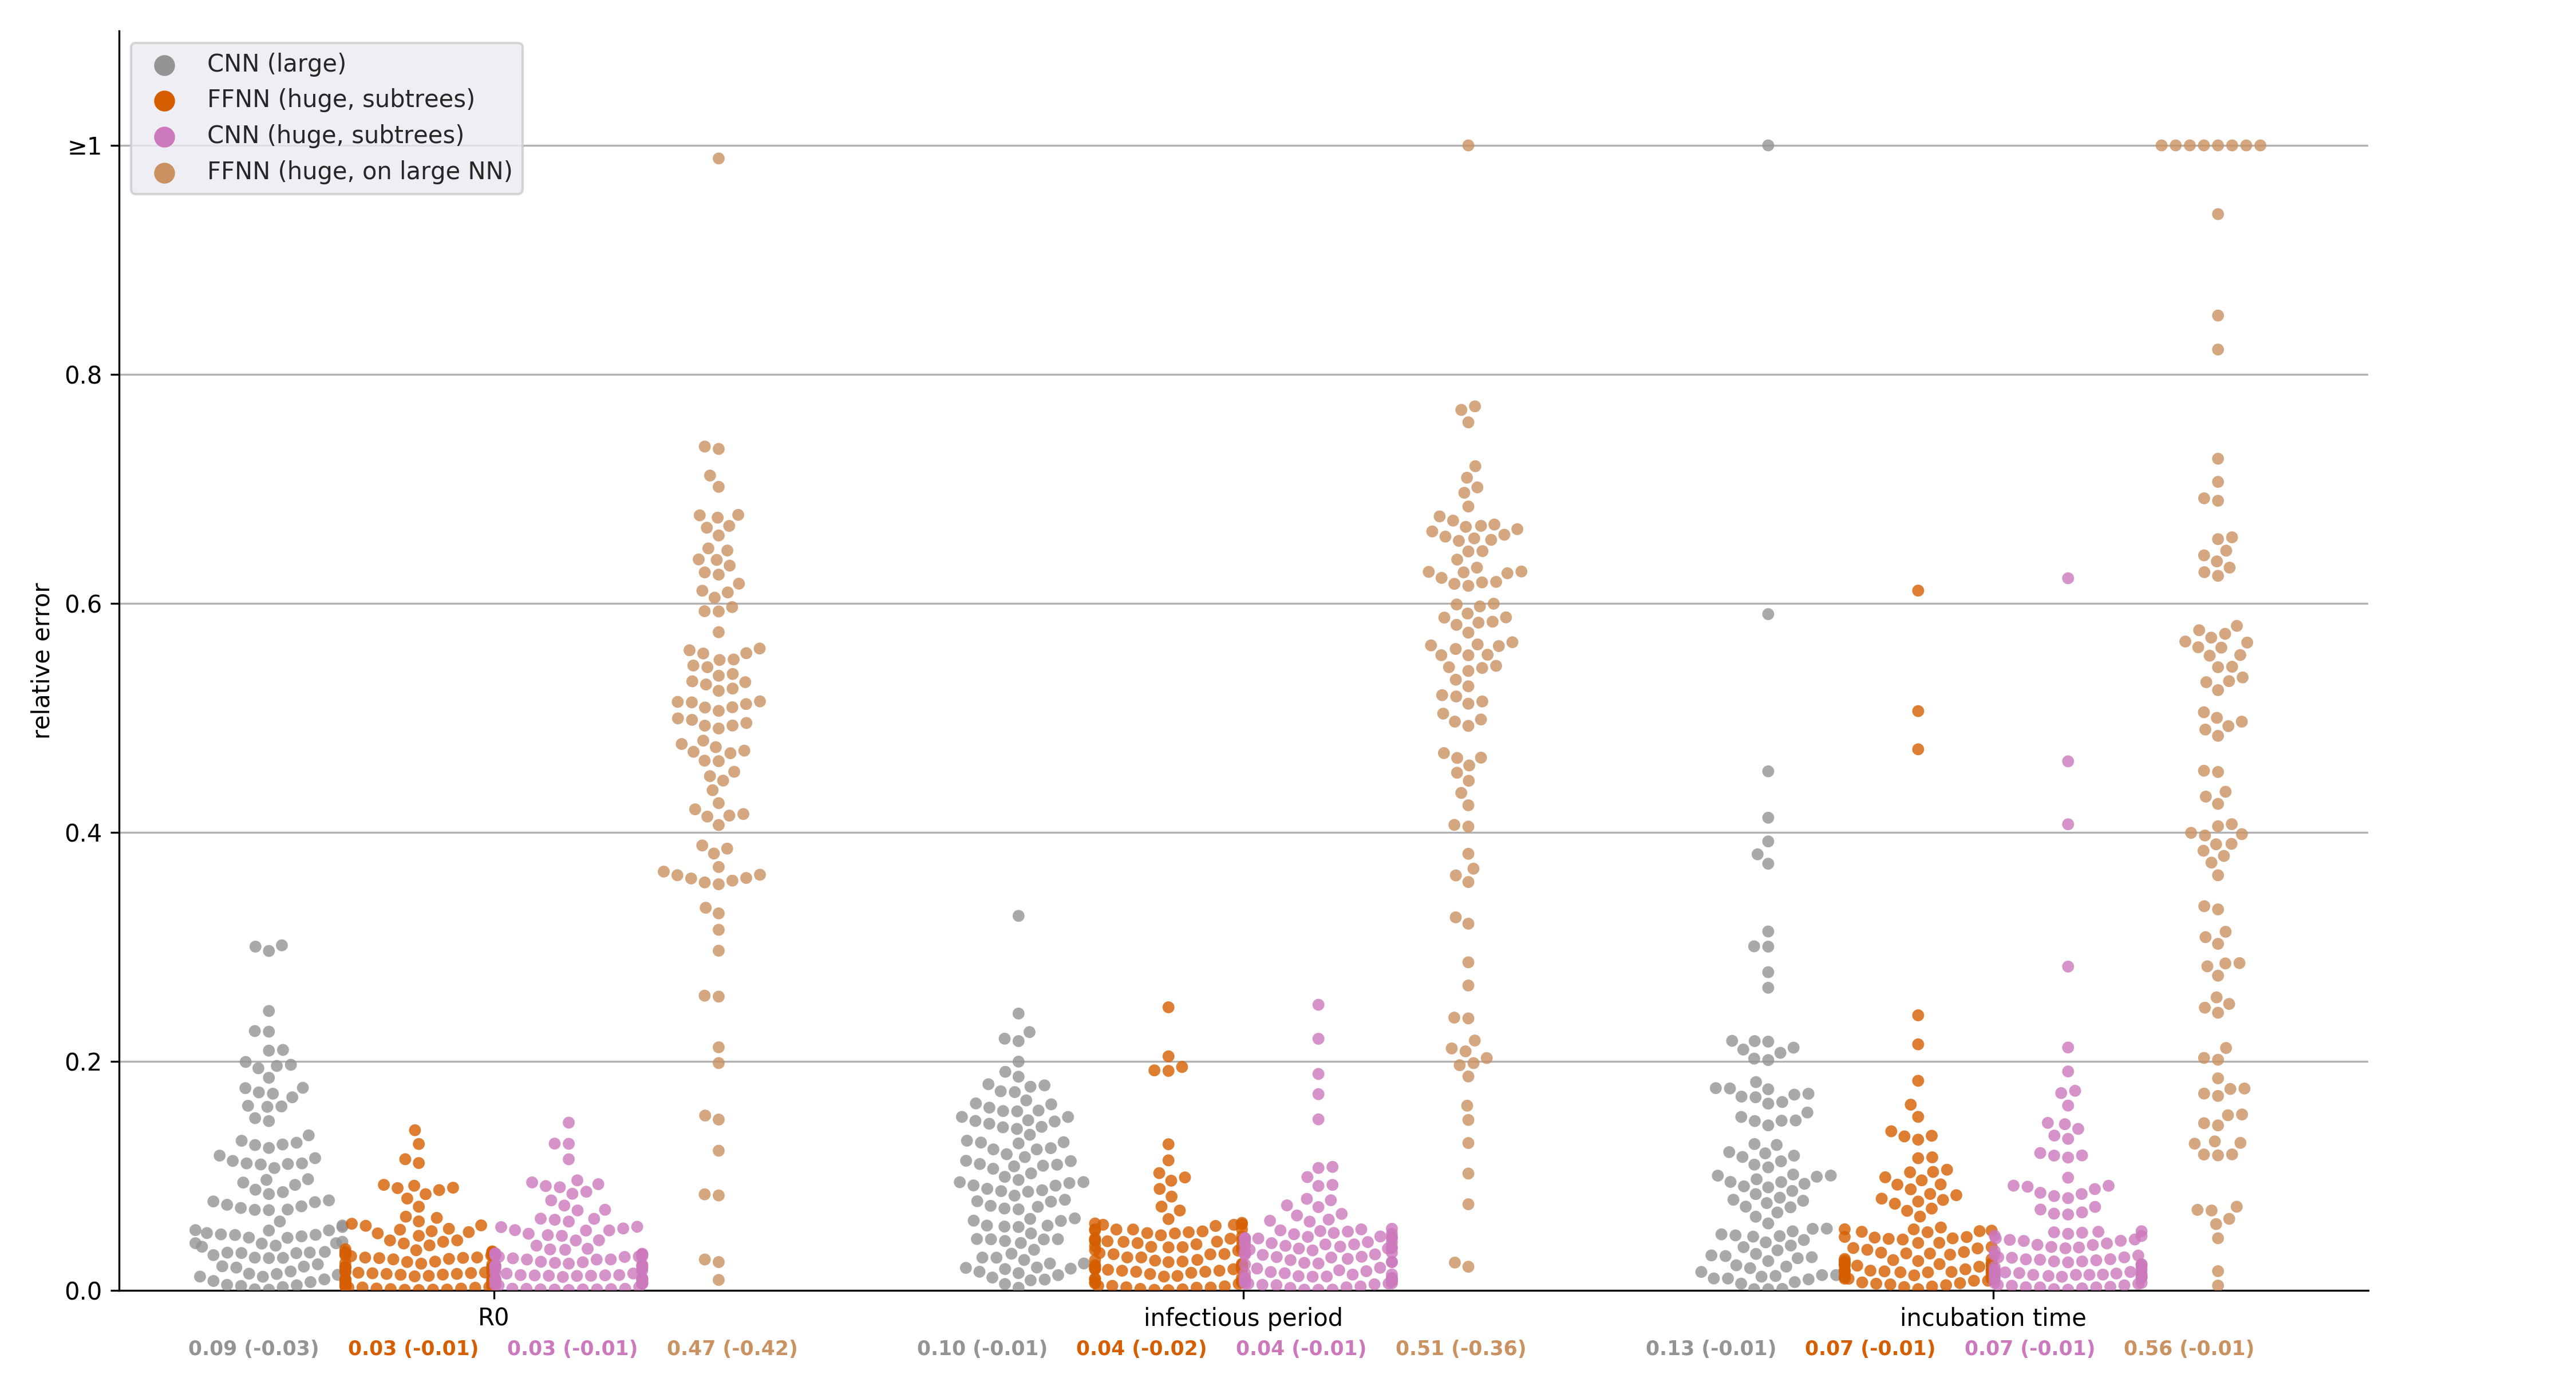 CNN (large)
FFNN (huge, subtrees)
CNN (huge, subtrees)
FFNN (huge, on large NN)
≥1
0.8
0.6
0.4
0.2
0.0
relative error
R0
infectious period
incubation time
0.09 (-0.03) 0.03 (-0.01) 0.03 (-0.01) 0.47 (-0.42) 0.10 (-0.01) 0.04 (-0.02) 0.04 (-0.01) 0.51 (-0.36) 0.13 (-0.01) 0.07 (-0.01) 0.07 (-0.01) 0.56 (-0.01)